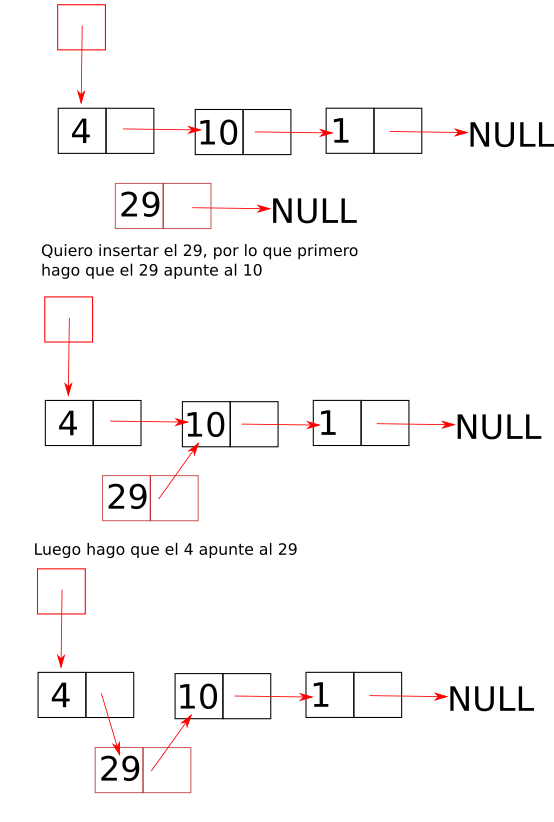 4 10 1 NULL
29 NULL
Quiero insertar el 29, por lo que primero
hago que el 29 apunte al 10
4 10 1 NULL
29
Luego hago que el 4 apunte al 29
4 10 1 NULL
29